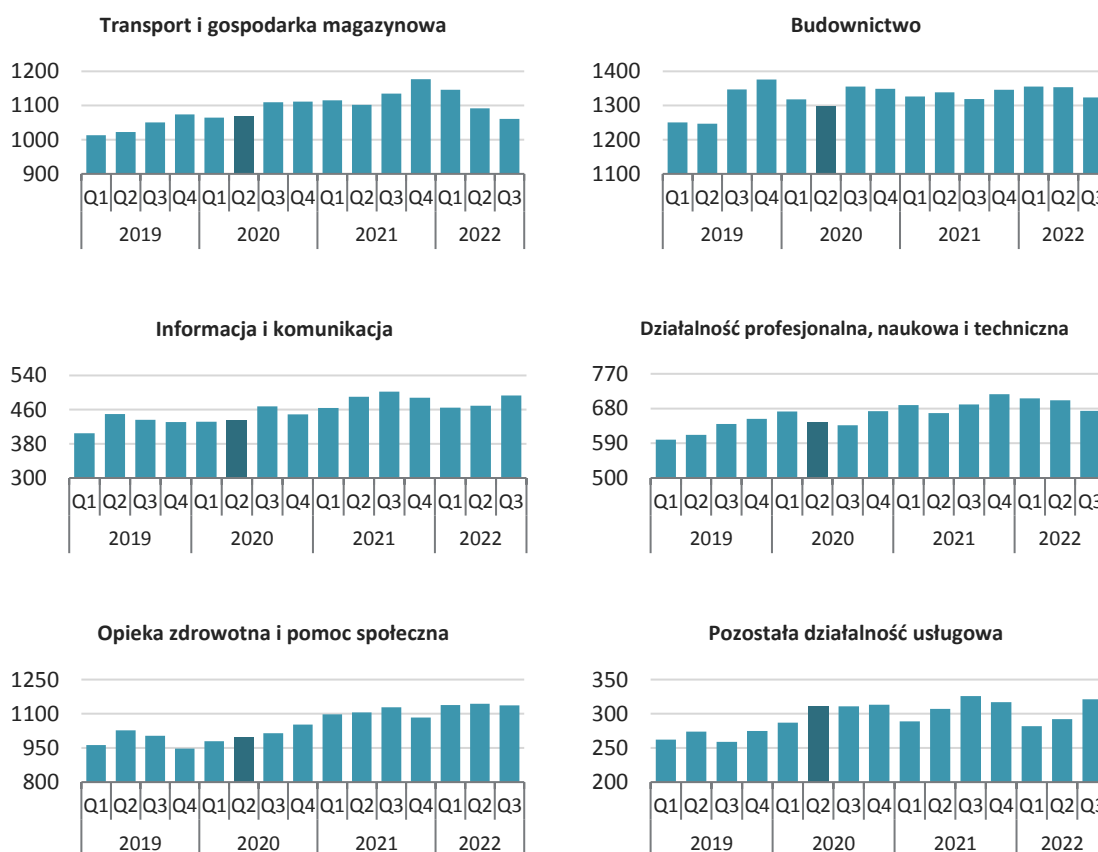 Transport i gospodarka magazynowa
1200
1100
1000
900
Q1 Q2 Q3 Q4 Q1 Q2 Q3 Q4 Q1 Q2 Q3 Q4 Q1 Q2 Q3
2019 2020 2021 2022
Budownictwo
1400
1300
1200
1100
Q1 Q2 Q3 Q4 Q1 Q2 Q3 Q4 Q1 Q2 Q3 Q4 Q1 Q2 Q3
2019 2020 2021 2022
Informacja i komunikacja
540
460
380
300
Q1 Q2 Q3 Q4 Q1 Q2 Q3 Q4 Q1 Q2 Q3 Q4 Q1 Q2 Q3
2019 2020 2021 2022
Działalność profesjonalna, naukowa i techniczna
770
680
590
500
Q1 Q2 Q3 Q4 Q1 Q2 Q3 Q4 Q1 Q2 Q3 Q4 Q1 Q2 Q3
2019 2020 2021 2022
Opieka zdrowotna i pomoc społeczna
1250
1100
950
800
Q1 Q2 Q3 Q4 Q1 Q2 Q3 Q4 Q1 Q2 Q3 Q4 Q1 Q2 Q3
2019 2020 2021 2022
Pozostała działalność usługowa
350
300
250
200
Q1 Q2 Q3 Q4 Q1 Q2 Q3 Q4 Q1 Q2 Q3 Q4 Q1 Q2 Q3
2019 2020 2021 2022